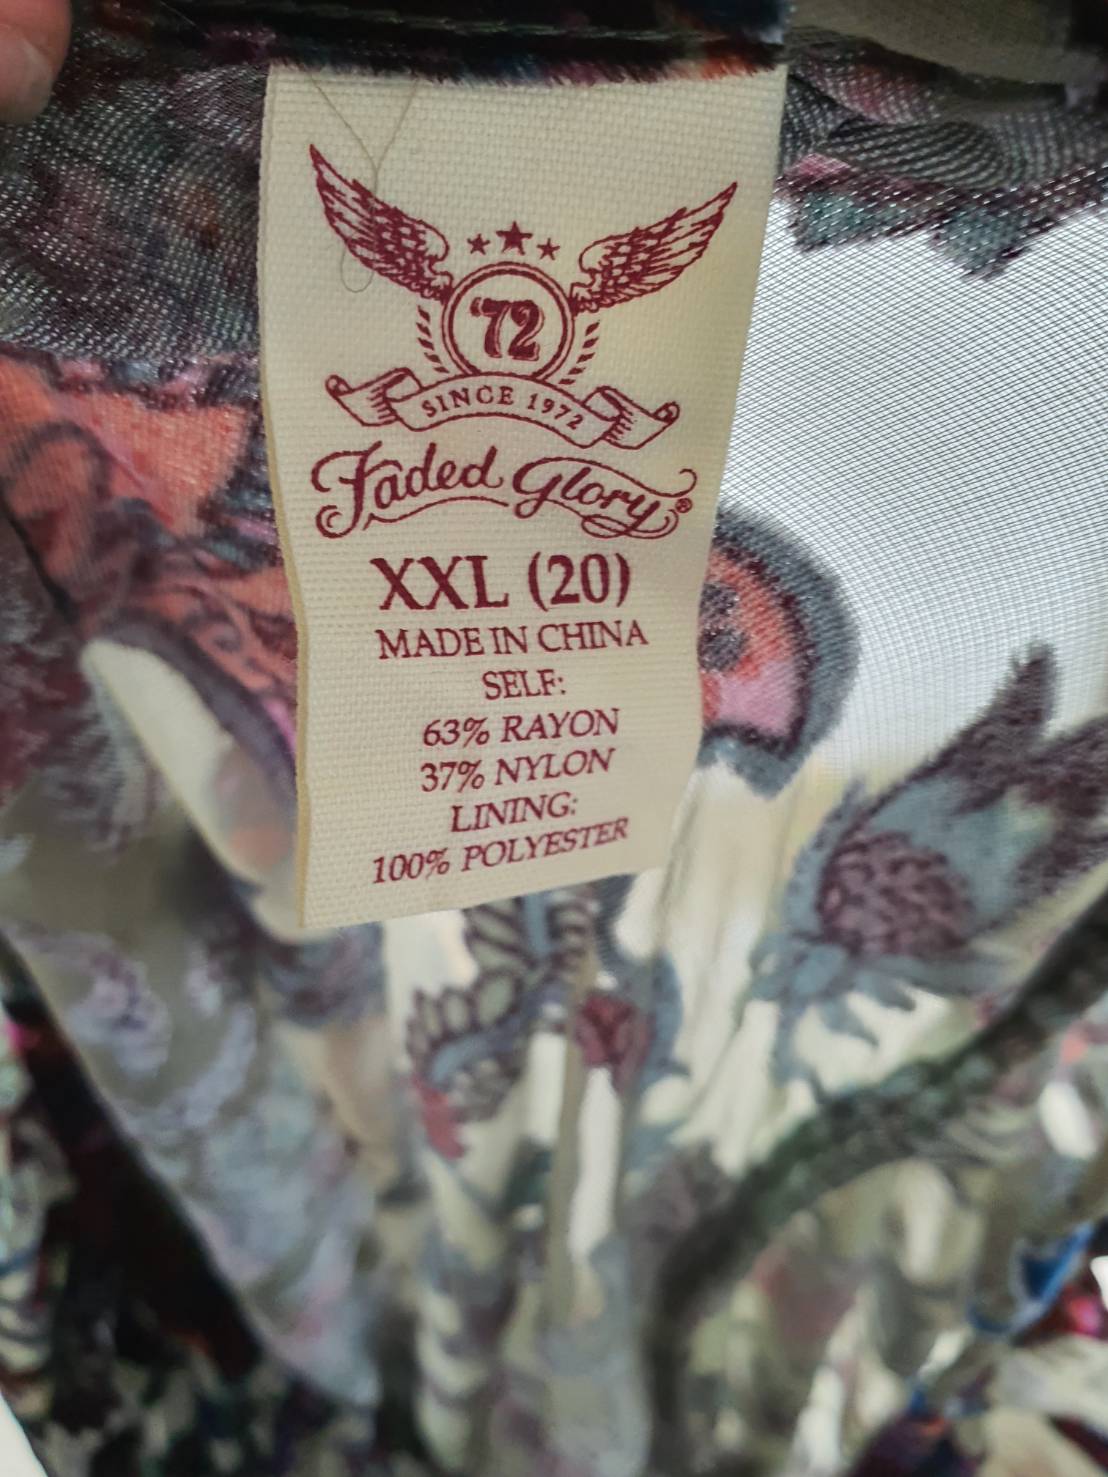 '72
SINCE 1972
Faded Glory®
XXL (20)
MADE IN CHINA
SELF:
63% RAYON
37% NYLON
LINING:
100% POLYESTER